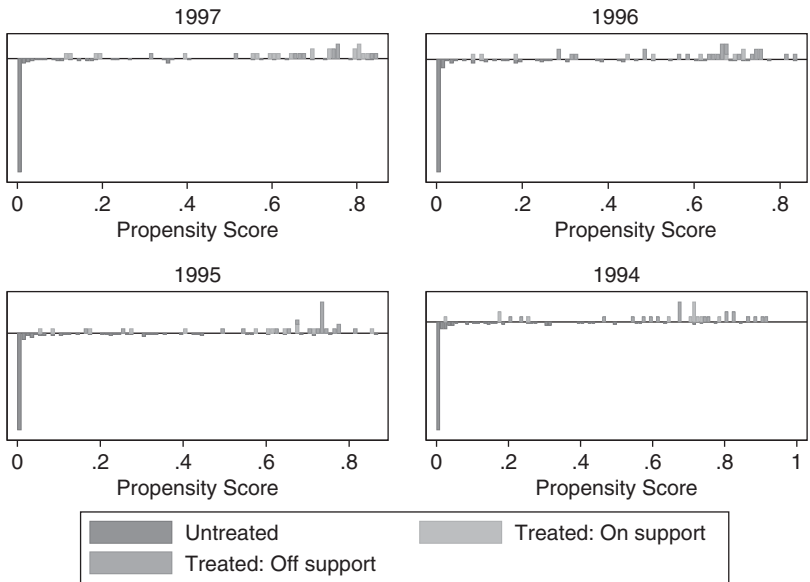 1997
1996
0 .2 .4 .6 .8
0 .2 .4 .6 .8
Propensity Score
Propensity Score
1995
1994
0 .2 .4 .6 .8
0 .2 .4 .6 .8 1
Propensity Score
Propensity Score
Untreated
Treated: On support
Treated: Off support